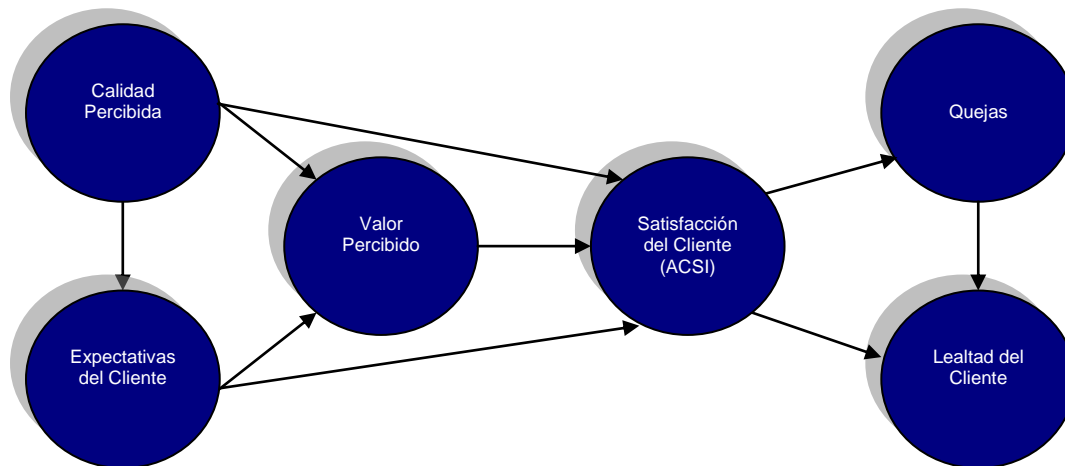 Calidad
Percibida
Quejas
Valor
Percibido
Satisfacción
del Cliente
(ACSI)
Expectativas
del Cliente
Lealtad del
Cliente